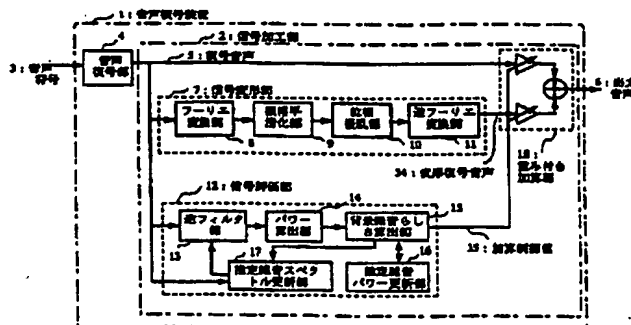 1：音声復号装置
2：信号加工部
3：音声
符号
4
音声
復号部
5：復号音声
6：出力
音声
7：信号変形部
フーリエ
変換部
8
振幅平
滑化部
9
位相
擾乱部
10
逆フーリエ
変換部
11
34：変形復号音声
18：
重み付き
加算部
12：信号評価部
逆フィルタ
部
13
パワー
算出部
14
背景雑音らし
さ算出部
15
35：加算制御値
推定雑音スペク
トル更新部
17
推定雑音
パワー更新部
16